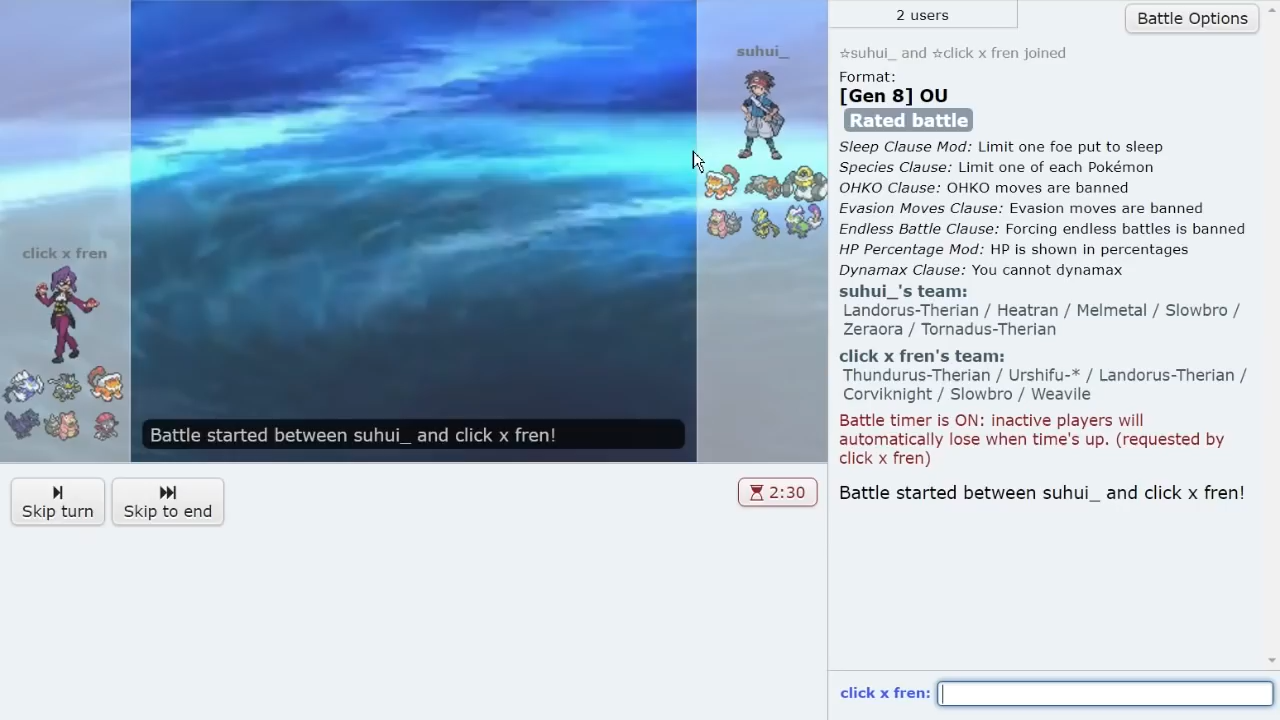 2 users
Battle Options
☆suhui_ and ☆click x fren joined
Format:
[Gen 8] OU
Rated battle
Sleep Clause Mod: Limit one foe put to sleep
Species Clause: Limit one of each Pokémon
OHKO Clause: OHKO moves are banned
Evasion Moves Clause: Evasion moves are banned
Endless Battle Clause: Forcing endless battles is banned
HP Percentage Mod: HP is shown in percentages
Dynamax Clause: You cannot dynamax
suhui_'s team:
Landorus-Therian / Heatran / Melmetal / Slowbro /
Zeraora / Tornadus-Therian
click x fren's team:
Thundurus-Therian / Urshifu-* / Landorus-Therian /
Corviknight / Slowbro / Weavile
Battle timer is ON: inactive players will
automatically lose when time's up. (requested by
click x fren)
Battle started between suhui_ and click x fren!
click x fren:
suhui_
click x fren
Battle started between suhui_ and click x fren!
Skip turn
Skip to end
2:30